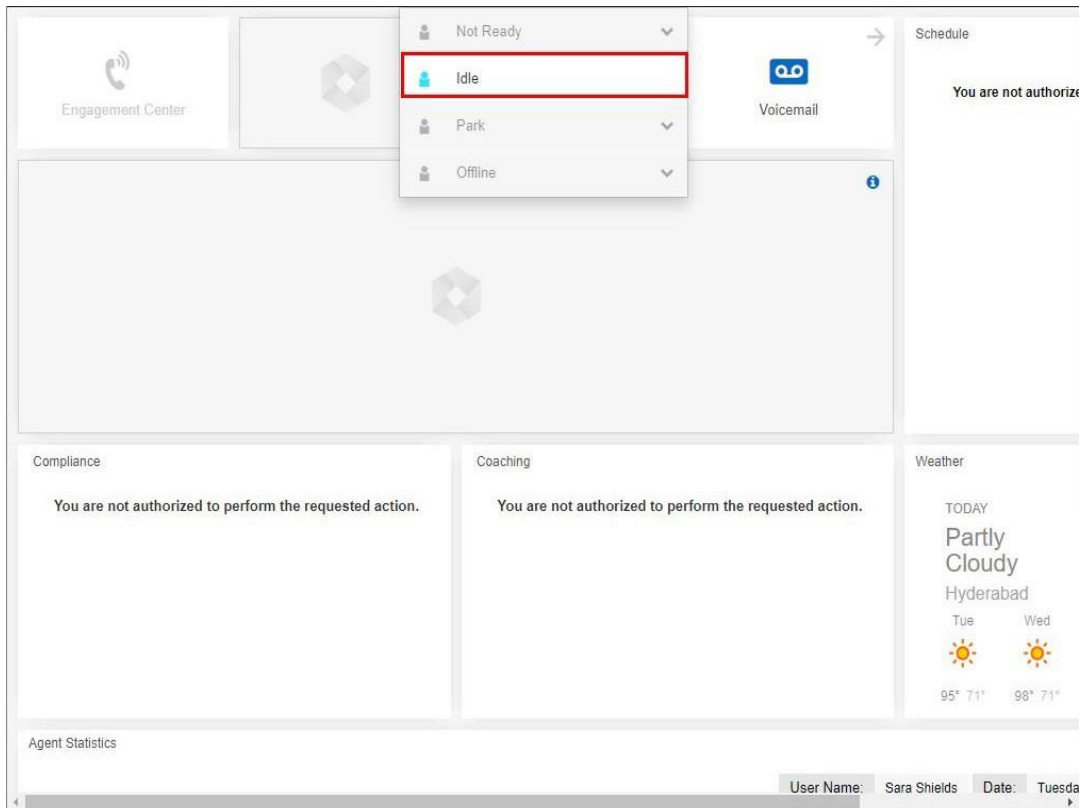 Not Ready
Idle
Park
Offline
Engagement Center
Voicemail
Schedule
You are not authorize
Compliance
You are not authorized to perform the requested action.
Coaching
You are not authorized to perform the requested action.
Weather
TODAY
Partly
Cloudy
Hyderabad
Tue Wed
95° 71° 98° 71°
Agent Statistics
User Name: Sara Shields Date: Tuesda